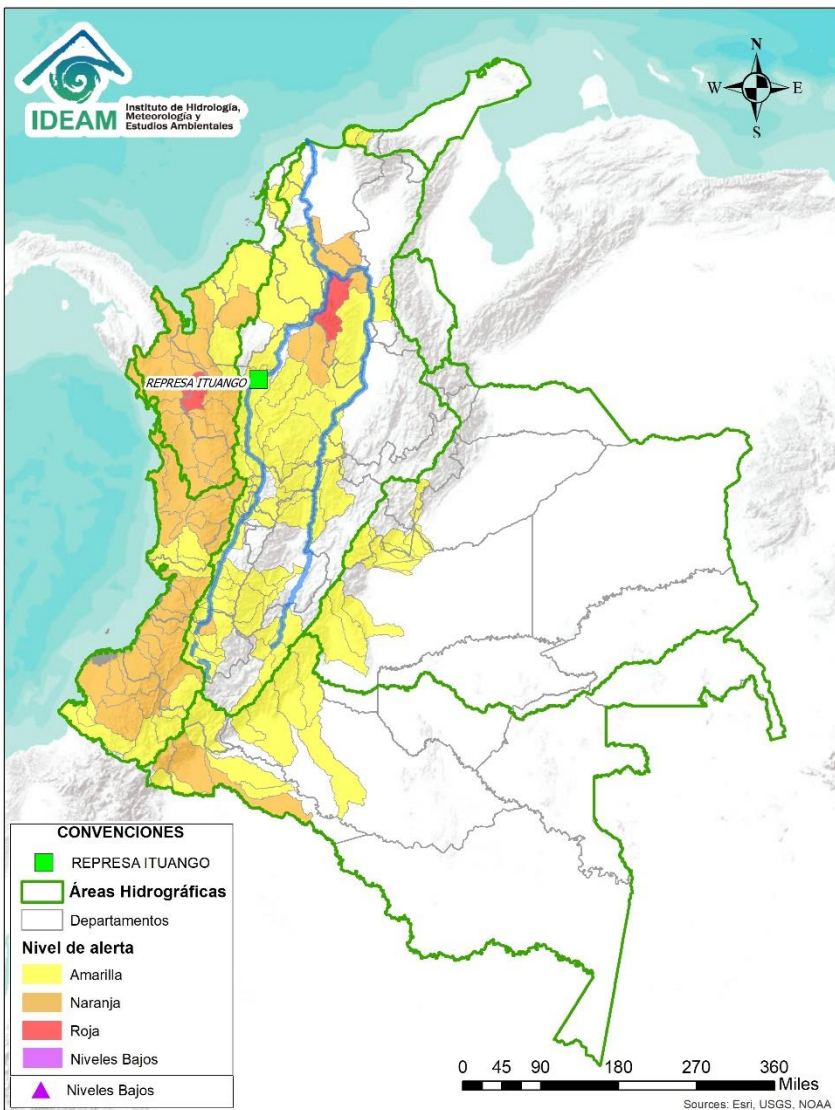 IDEAM
Instituto de Hidrología,
Meteorología y
Estudios Ambientales
N
W
E
S
REPRESA ITUANGO
CONVENCIONES
REPRESA ITUANGO
Áreas Hidrográficas
Departamentos
Nivel de alerta
Amarilla
Naranja
Roja
Niveles Bajos
Niveles Bajos
0 45 90 180 270 360
Miles
Sources: Esri, USGS, NOAA